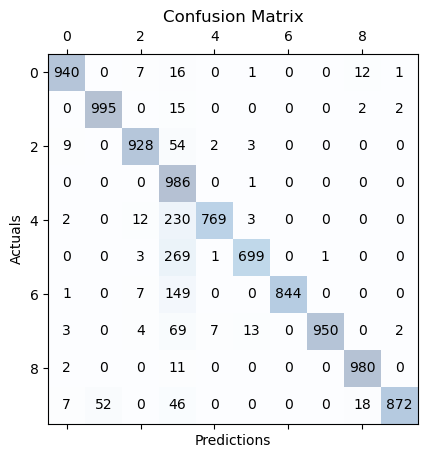 Confusion Matrix
0 2 4 6 8
0 940 0 7 16 0 1 0 0 12 1
0 995 0 15 0 0 0 0 2 2
2 9 0 928 54 2 3 0 0 0 0
0 0 0 986 0 1 0 0 0 0
4 2 0 12 230 769 3 0 0 0 0
0 0 3 269 1 699 0 1 0 0
6 1 0 7 149 0 0 844 0 0 0
3 0 4 69 7 13 0 950 0 2
8 2 0 0 11 0 0 0 0 980 0
7 52 0 46 0 0 0 0 18 872
Actuals
Predictions